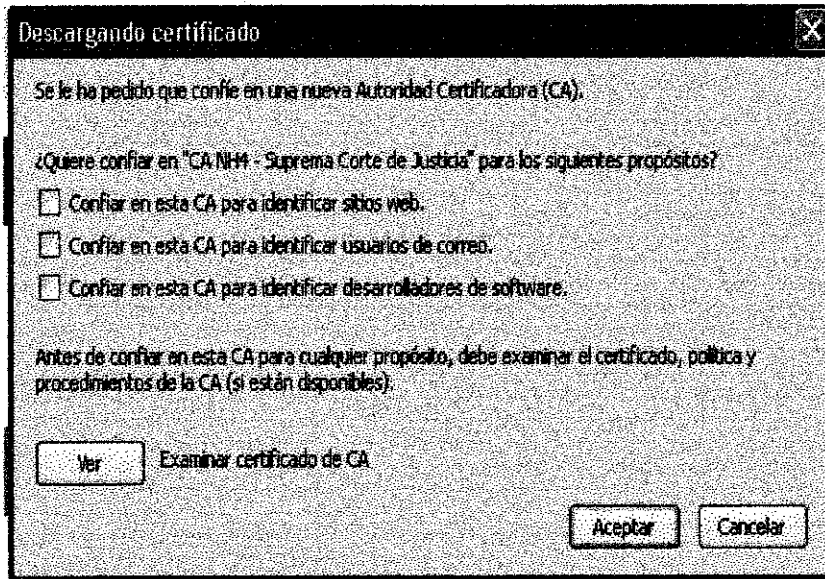 Descargando certificado
Se le ha pedido que confíe en una nueva Autoridad Certificadora (CA).
¿Quiere confiar en "CA NH4 - Suprema Corte de Justicia" para los siguientes propósitos?
Confiar en esta CA para identificar sitios web.
Confiar en esta CA para identificar usuarios de correo.
Confiar en esta CA para identificar desarrolladores de software.
Antes de confiar en esta CA para cualquier propósito, debe examinar el certificado, política y
procedimientos de la CA (si están disponibles).
Ver Examinar certificado de CA
Aceptar Cancelar